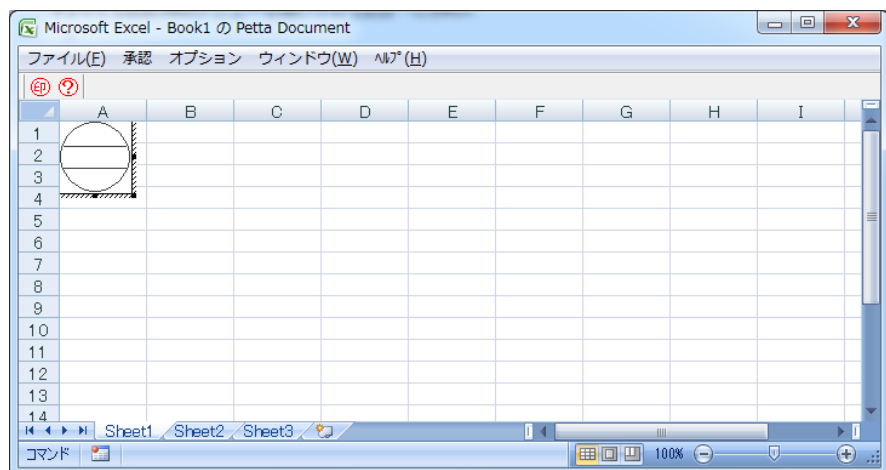 Microsoft Excel - Book1 の Petta Document
ファイル(F) 承認 オプション ウィンドウ(W) ﾍﾙﾌﾟ(H)
印 ?
A B C D E F G H I
1
2
3
4
5
6
7
8
9
10
11
12
13
14
Sheet1 Sheet2 Sheet3
コマンド 100%